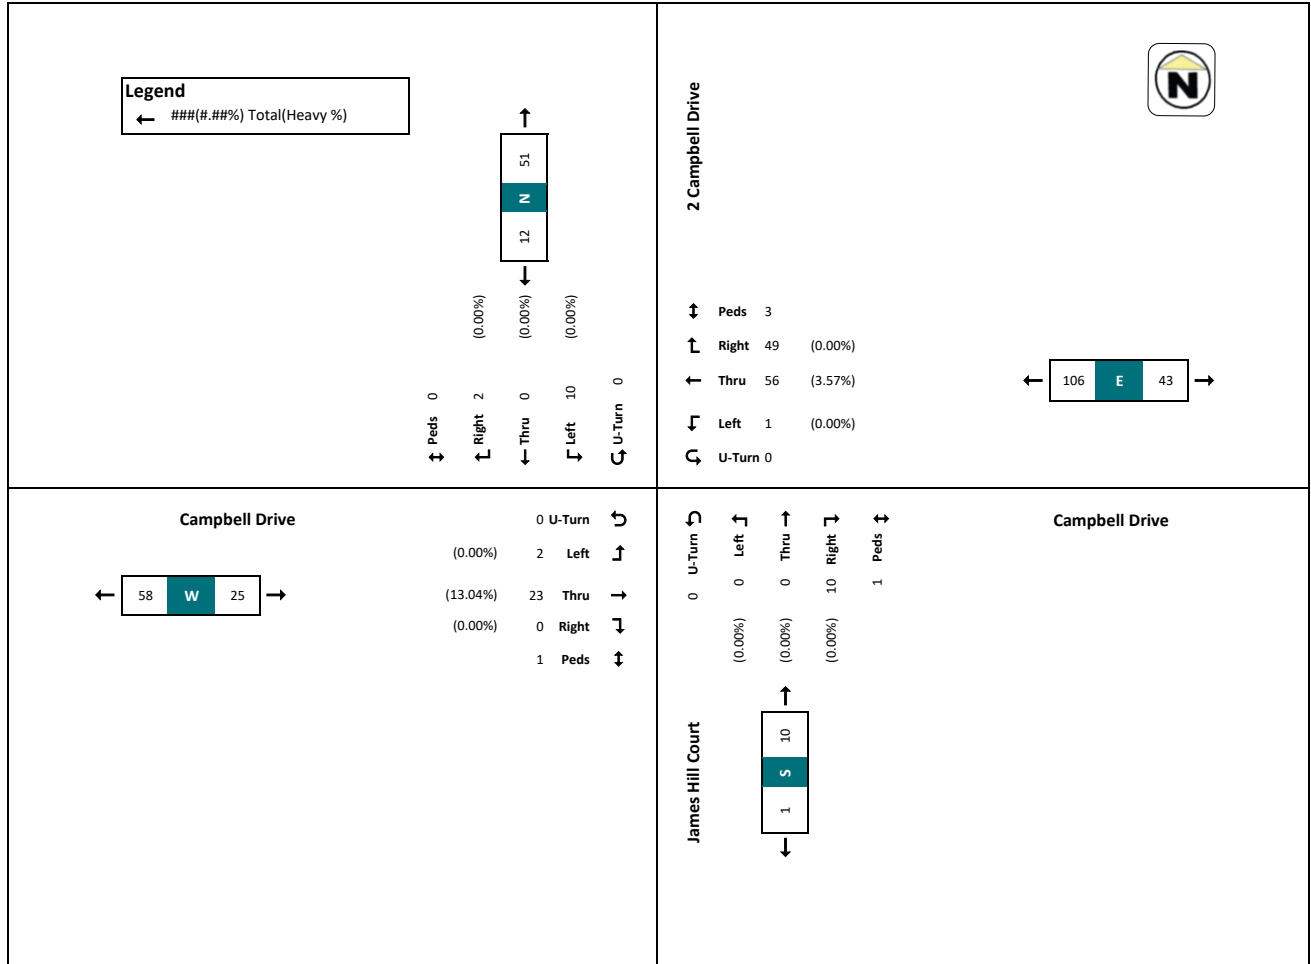 Legend
###(#.##%) Total(Heavy %)
51
N
12
(0.00%) (0.00%) (0.00%)
Peds 0
Right 2
Thru 0
Left 10
U-Turn 0
2 Campbell Drive
N
Peds 3
Right 49 (0.00%)
Thru 56 (3.57%)
Left 1 (0.00%)
U-Turn 0
106 E 43
Campbell Drive
58 W 25
0 U-Turn
(0.00%) 2 Left
(13.04%) 23 Thru
(0.00%) 0 Right
1 Peds
U-Turn 0
Left 0 (0.00%)
Thru 0 (0.00%)
Right 10 (0.00%)
Peds 1
Campbell Drive
James Hill Court
10
S
1